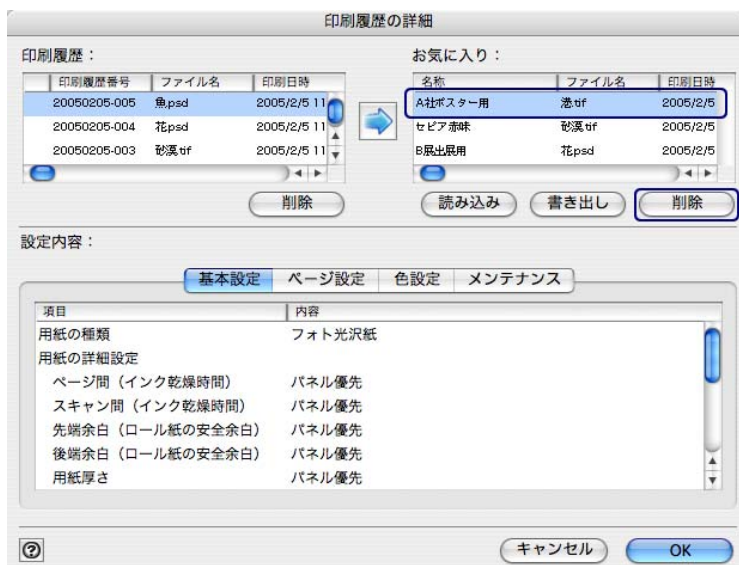 印刷履歴の詳細
印刷履歴：
お気に入り：
印刷履歴番号 ファイル名 印刷日時
20050205-005 魚.psd 2005/2/5 11
20050205-004 花.psd 2005/2/5 11
20050205-003 砂漠.tif 2005/2/5 11
名称 ファイル名 印刷日時
A社ポスター用 港.tif 2005/2/5
セピア赤味 砂漠.tif 2005/2/5
B展出展用 花.psd 2005/2/5
削除
読み込み 書き出し 削除
設定内容：
基本設定 ページ設定 色設定 メンテナンス
項目 内容
用紙の種類 フォト光沢紙
用紙の詳細設定
ページ間（インク乾燥時間） パネル優先
スキャン間（インク乾燥時間） パネル優先
先端余白（ロール紙の安全余白） パネル優先
後端余白（ロール紙の安全余白） パネル優先
用紙厚さ パネル優先
? キャンセル OK